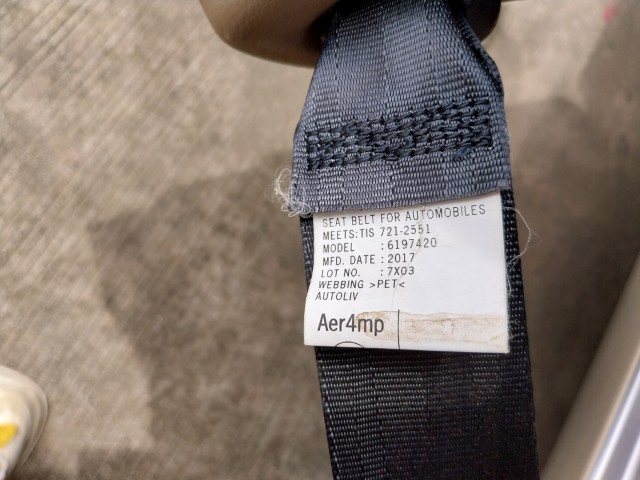 SEAT BELT FOR AUTOMOBILES
MEETS:TIS 721-2551
MODEL : 6197420
MFD. DATE : 2017
LOT NO. : 7X03
WEBBING >PET<
AUTOLIV
Aer4mp